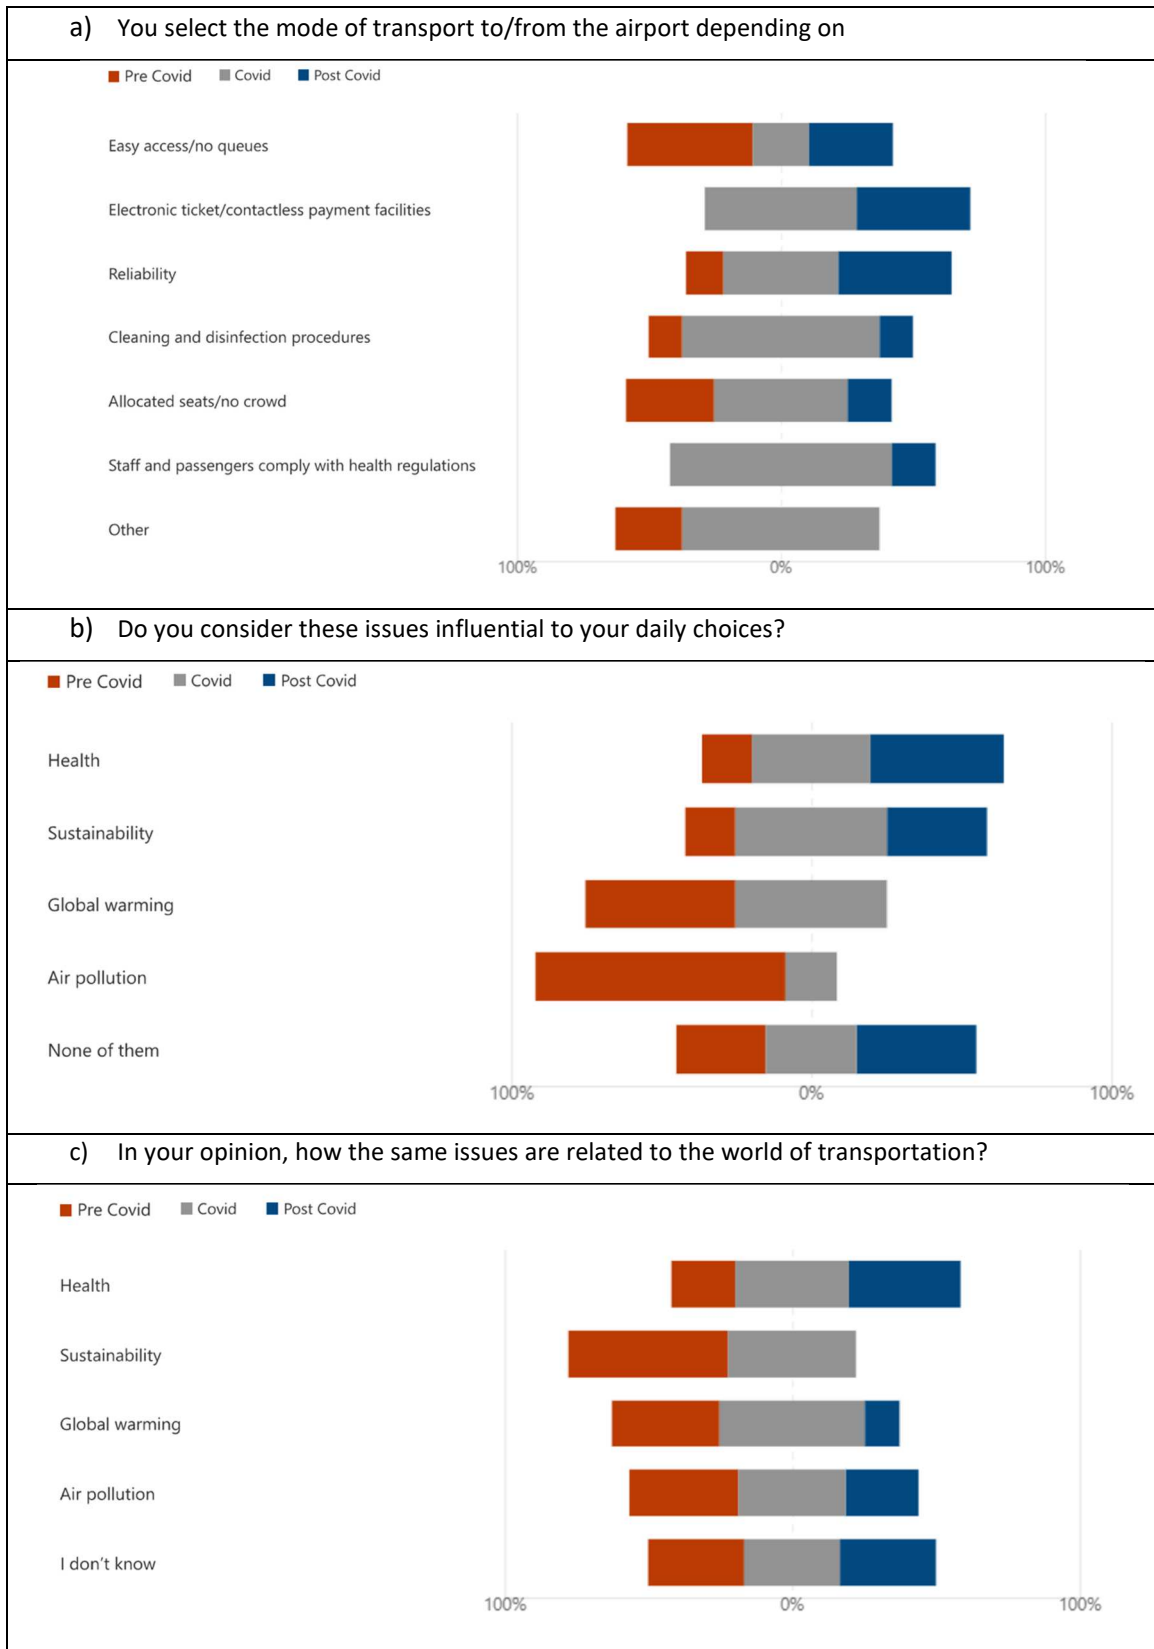 a) You select the mode of transport to/from the airport depending on
Pre Covid Covid Post Covid
Easy access/no queues
Electronic ticket/contactless payment facilities
Reliability
Cleaning and disinfection procedures
Allocated seats/no crowd
Staff and passengers comply with health regulations
Other
100% 0% 100%
b) Do you consider these issues influential to your daily choices?
Pre Covid Covid Post Covid
Health
Sustainability
Global warming
Air pollution
None of them
100% 0% 100%
c) In your opinion, how the same issues are related to the world of transportation?
Pre Covid Covid Post Covid
Health
Sustainability
Global warming
Air pollution
I don't know
100% 0% 100%